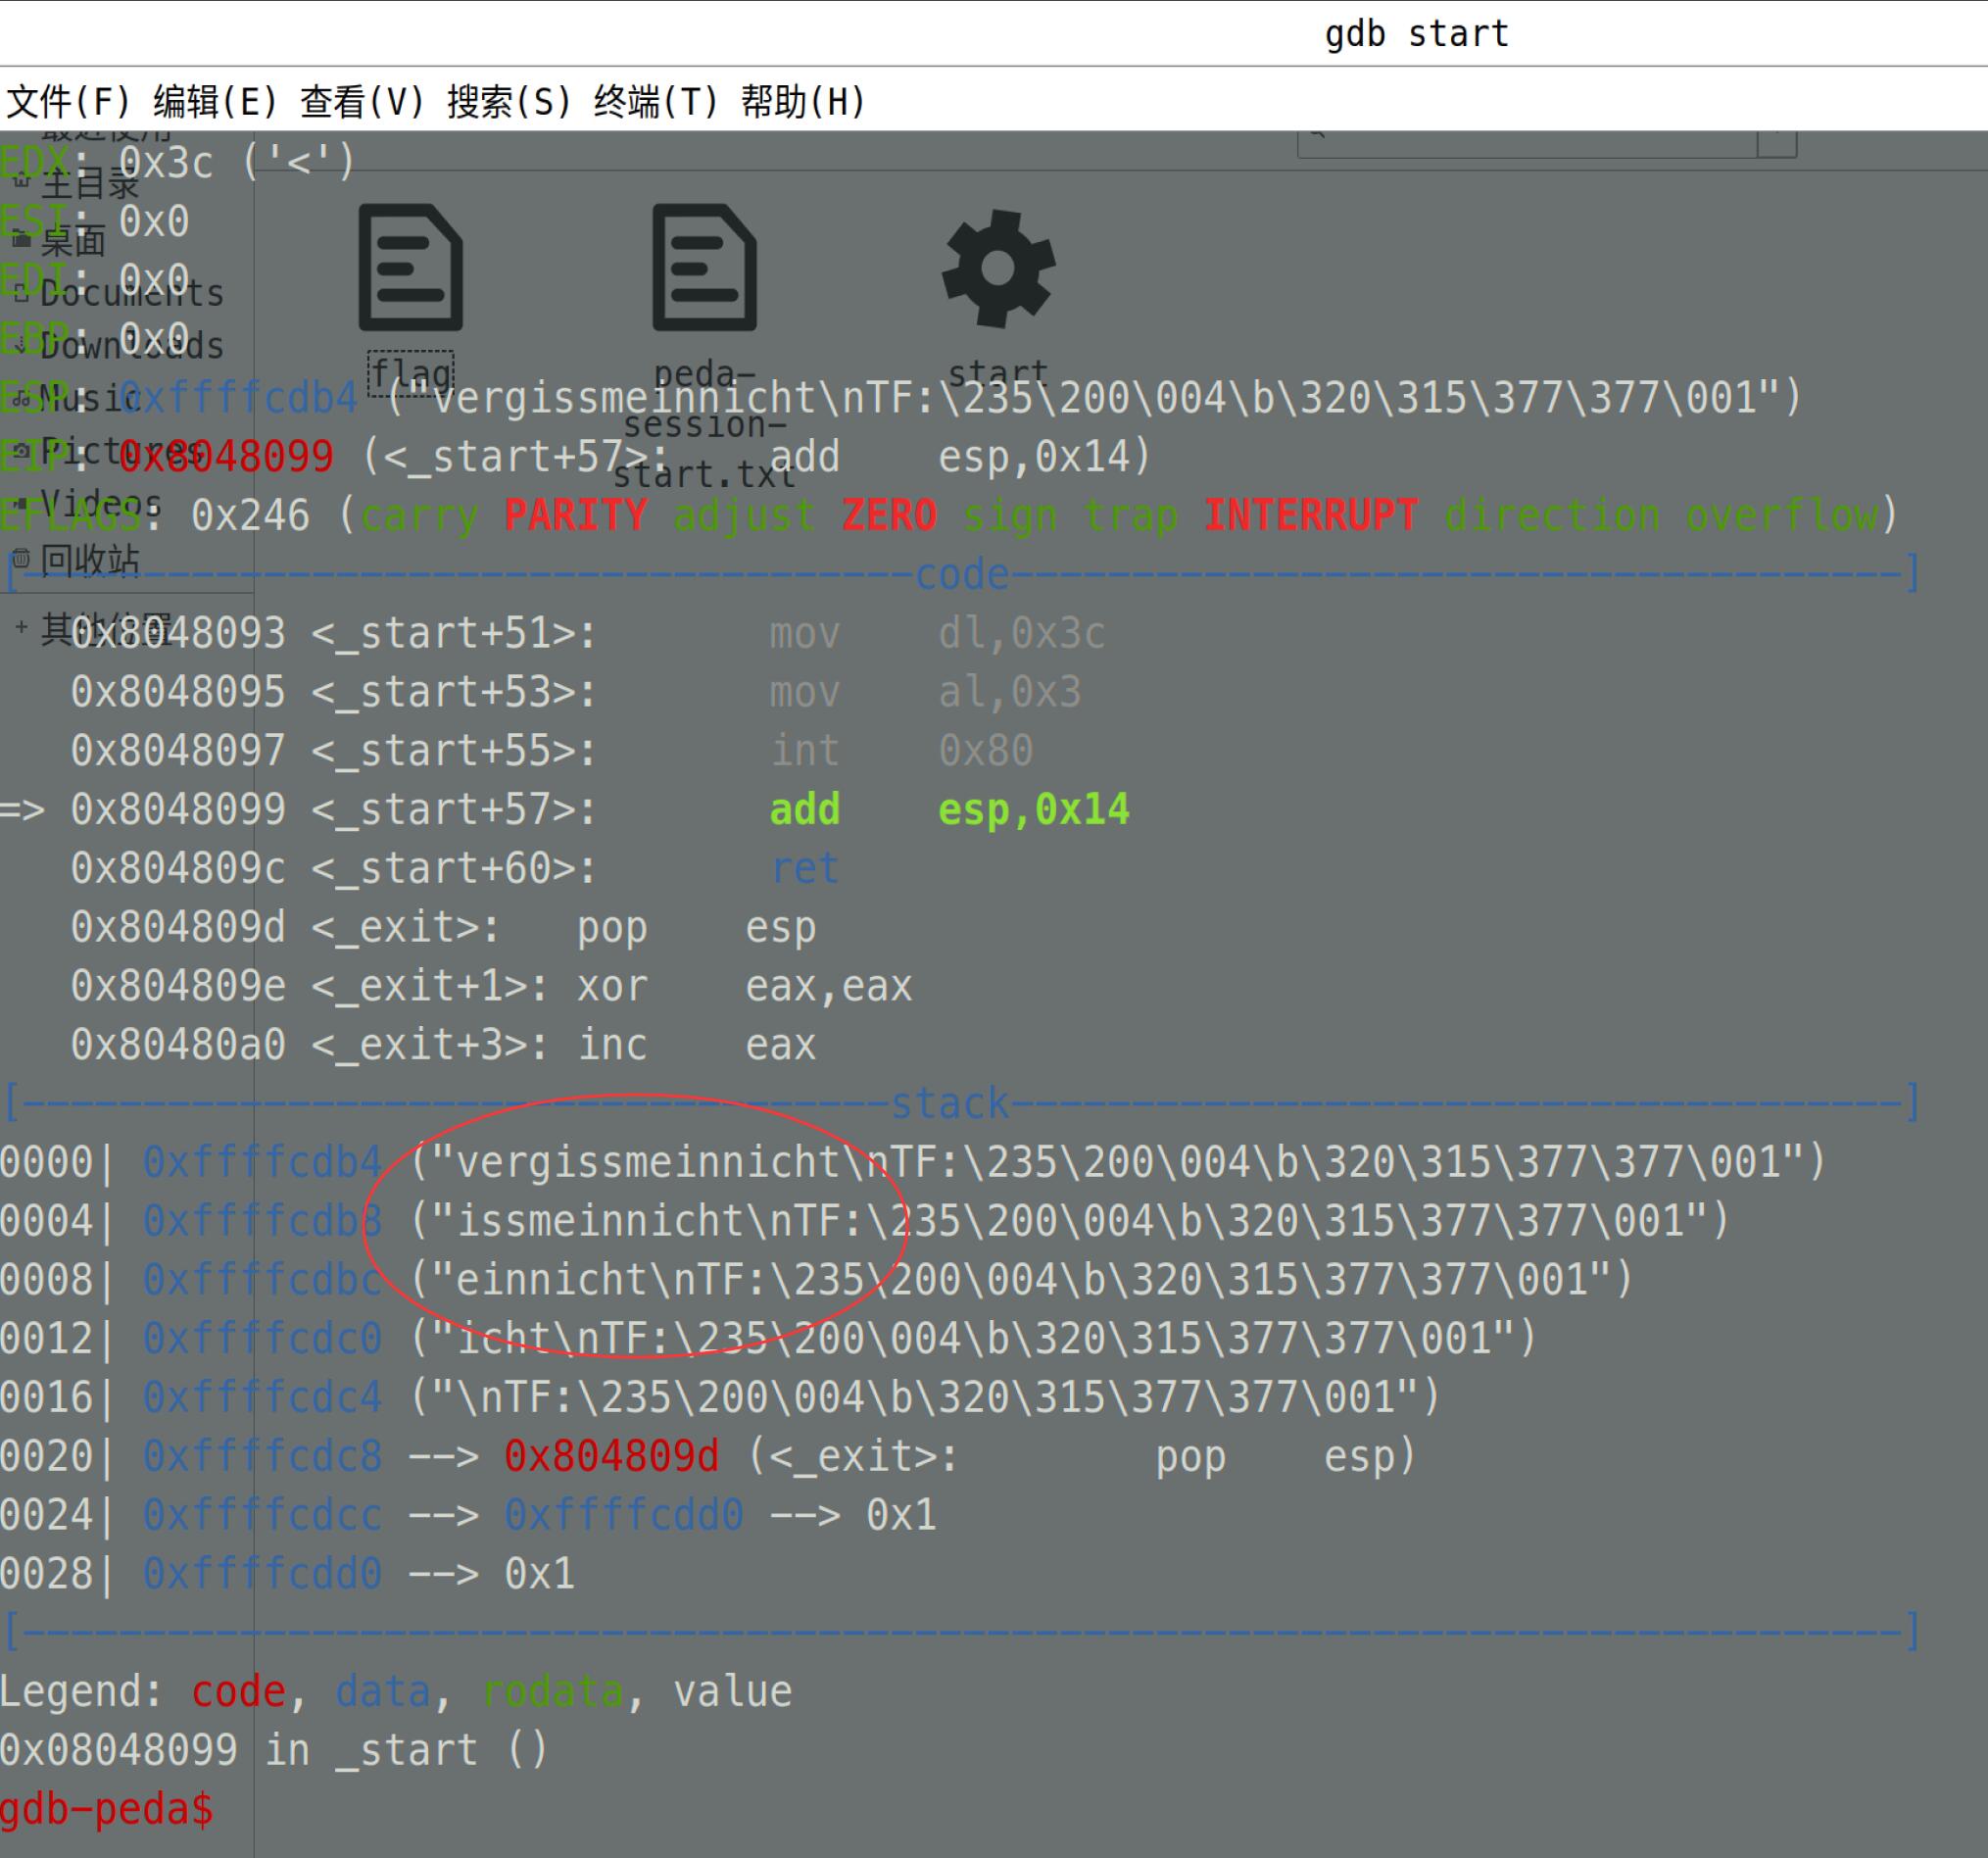 gdb start
文件(F) 编辑(E) 查看(V) 搜索(S) 终端(T) 帮助(H)
EDX: 0x3c ('<')
主目录
ESI: 0x0
桌面
EDI: 0x0
Documents
EBP: 0x0
Downloads
flag
peda-
session-
start.txt
start
ESP: 0xffffcdb4 ("vergissmeinnicht\nTF:\235\200\004\b\320\315\377\377\001")
Music
EIP: 0x8048099 (<_start+57>: add esp,0x14)
Pictures
Videos
EFLAGS: 0x246 (carry PARITY adjust ZERO sign trap INTERRUPT direction overflow)
回收站
[-------------------------------------code-------------------------------------]
其他位置
0x8048093 <_start+51>: mov dl,0x3c
0x8048095 <_start+53>: mov al,0x3
0x8048097 <_start+55>: int 0x80
=> 0x8048099 <_start+57>: add esp,0x14
0x804809c <_start+60>: ret
0x804809d <_exit>: pop esp
0x804809e <_exit+1>: xor eax,eax
0x80480a0 <_exit+3>: inc eax
[------------------------------------stack-------------------------------------]
0000| 0xffffcdb4 ("vergissmeinnicht\nTF:\235\200\004\b\320\315\377\377\001")
0004| 0xffffcdb8 ("issmeinnicht\nTF:\235\200\004\b\320\315\377\377\001")
0008| 0xffffcdbc ("einnicht\nTF:\235\200\004\b\320\315\377\377\001")
0012| 0xffffcdc0 ("icht\nTF:\235\200\004\b\320\315\377\377\001")
0016| 0xffffcdc4 ("\nTF:\235\200\004\b\320\315\377\377\001")
0020| 0xffffcdc8 --> 0x804809d (<_exit>: pop esp)
0024| 0xffffcdcc --> 0xffffcdd0 --> 0x1
0028| 0xffffcdd0 --> 0x1
[------------------------------------------------------------------------------]
Legend: code, data, rodata, value
0x08048099 in _start ()
gdb-peda$